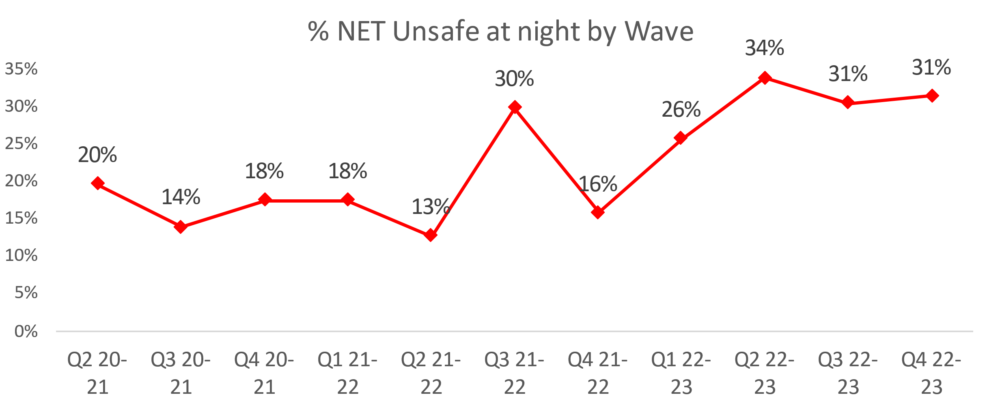 % NET Unsafe at night by Wave
35%
30%
25%
20%
15%
10%
5%
0%
20%
14%
18%
18%
13%
30%
16%
26%
34%
31%
31%
Q2 20-
21
Q3 20-
21
Q4 20-
21
Q1 21-
22
Q2 21-
22
Q3 21-
22
Q4 21-
22
Q1 22-
23
Q2 22-
23
Q3 22-
23
Q4 22-
23